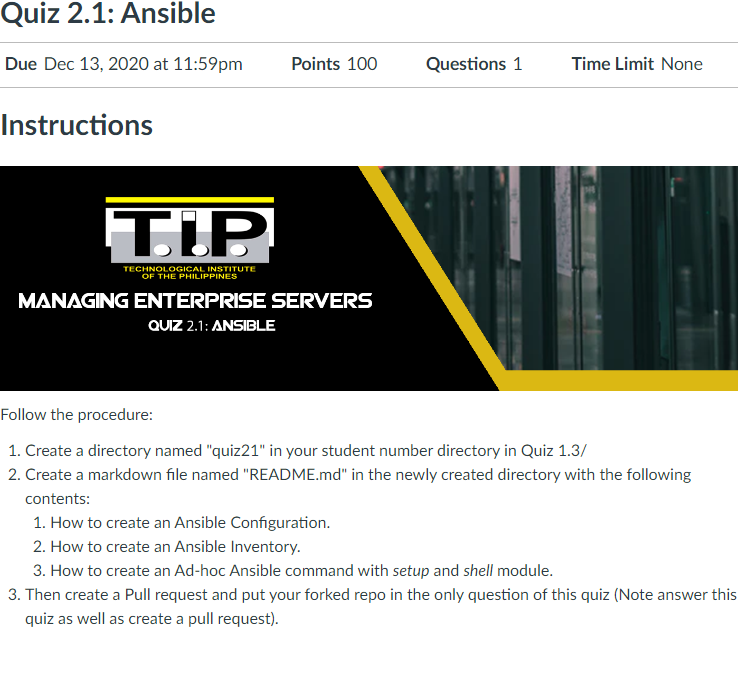 Quiz 2.1: Ansible
Due Dec 13, 2020 at 11:59pm Points 100 Questions 1 Time Limit None
Instructions
T.I.P.
TECHNOLOGICAL INSTITUTE
OF THE PHILIPPINES
MANAGING ENTERPRISE SERVERS
QUIZ 2.1: ANSIBLE
Follow the procedure:
1. Create a directory named "quiz21" in your student number directory in Quiz 1.3/
2. Create a markdown file named "README.md" in the newly created directory with the following
contents:
1. How to create an Ansible Configuration.
2. How to create an Ansible Inventory.
3. How to create an Ad-hoc Ansible command with setup and shell module.
3. Then create a Pull request and put your forked repo in the only question of this quiz (Note answer this
quiz as well as create a pull request).